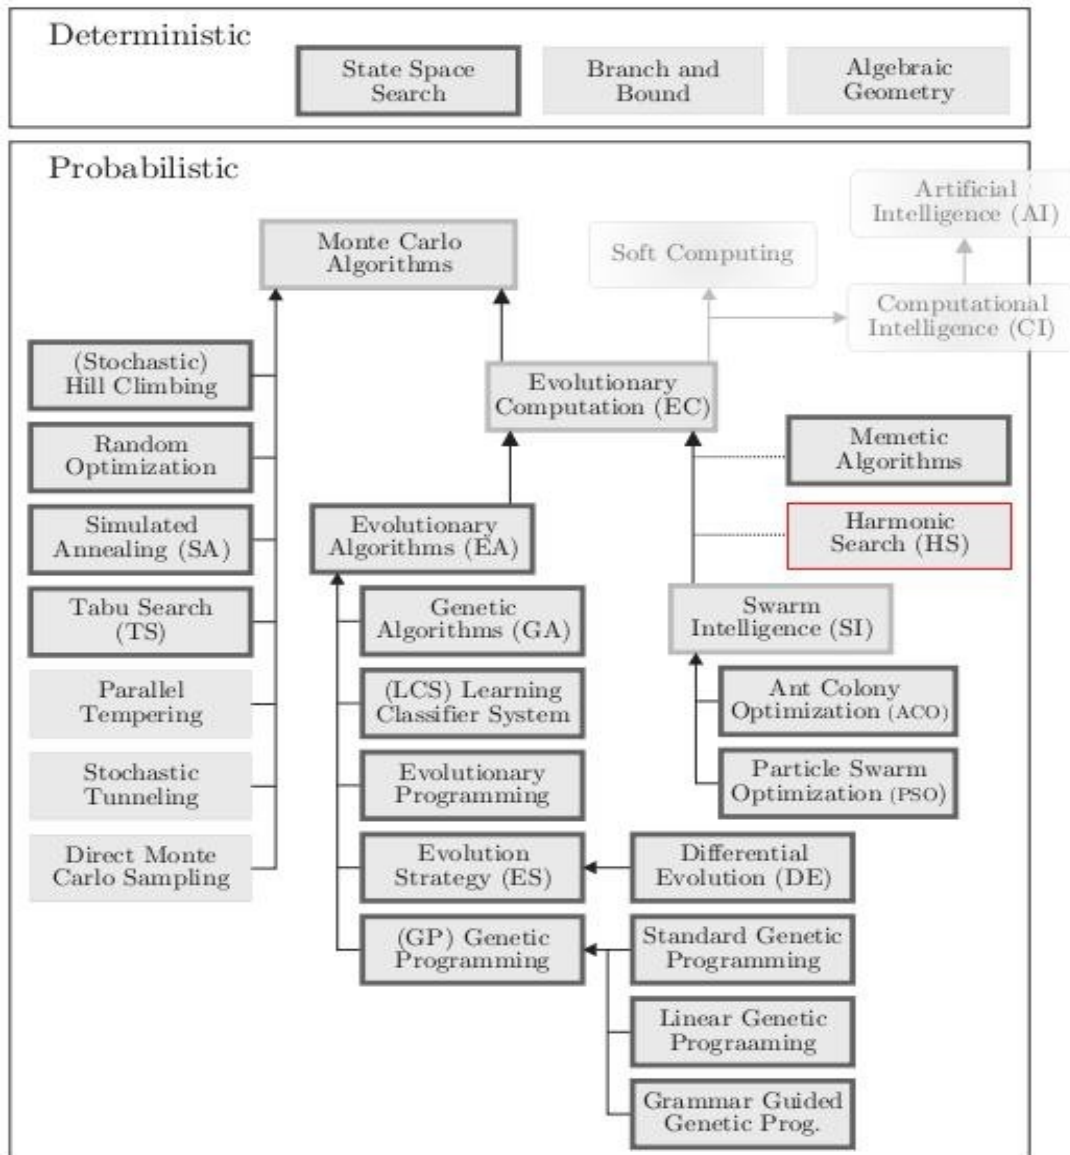 Deterministic
State Space
Search
Branch and
Bound
Algebraic
Geometry
Probabilistic
Artificial
Intelligence (AI)
Monte Carlo
Algorithms
Soft Computing
Computational
Intelligence (CI)
(Stochastic)
Hill Climbing
Evolutionary
Computation (EC)
Random
Optimization
Memetic
Algorithms
Simulated
Annealing (SA)
Evolutionary
Algorithms (EA)
Harmonic
Search (HS)
Tabu Search
(TS)
Genetic
Algorithms (GA)
Swarm
Intelligence (SI)
Parallel
Tempering
(LCS) Learning
Classifier System
Ant Colony
Optimization (ACO)
Stochastic
Tunneling
Evolutionary
Programming
Particle Swarm
Optimization (PSO)
Direct Monte
Carlo Sampling
Evolution
Strategy (ES)
Differential
Evolution (DE)
(GP) Genetic
Programming
Standard Genetic
Programming
Linear Genetic
Prograaming
Grammar Guided
Genetic Prog.